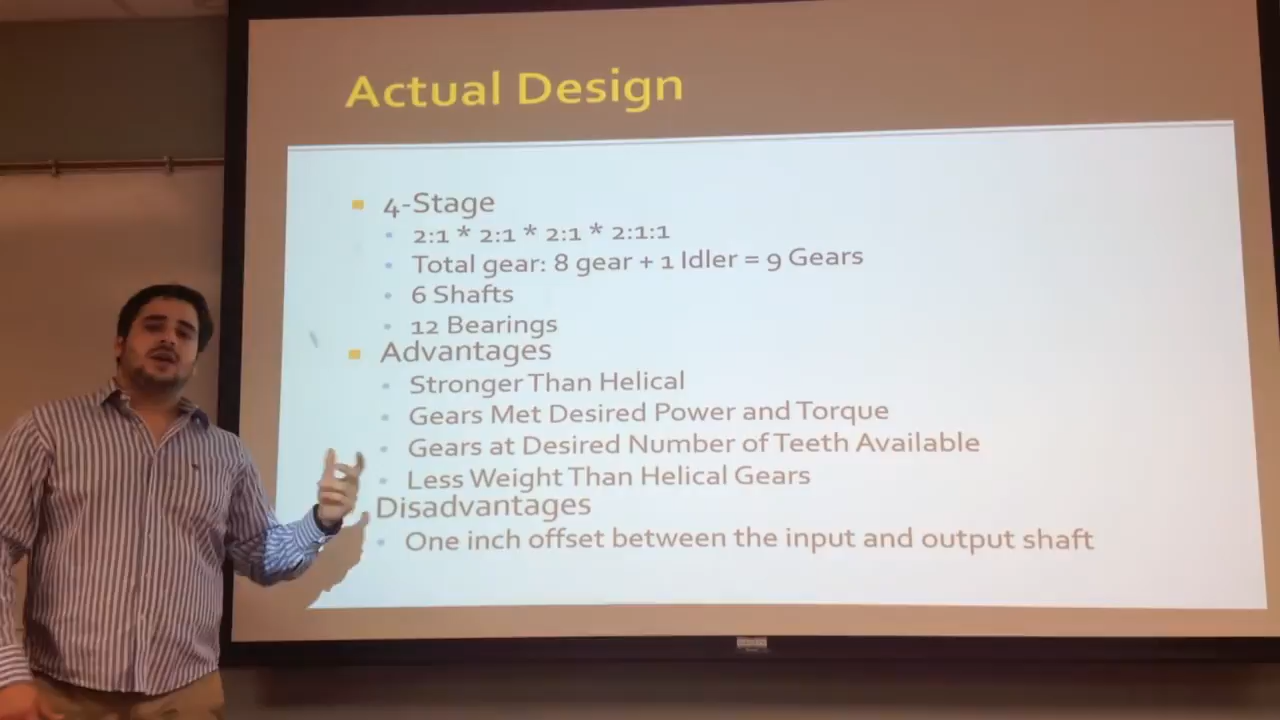 Actual Design
4-Stage
2:1 * 2:1 * 2:1 * 2:1:1
Total gear: 8 gear + 1 Idler = 9 Gears
6 Shafts
12 Bearings
Advantages
Stronger Than Helical
Gears Met Desired Power and Torque
Gears at Desired Number of Teeth Available
Less Weight Than Helical Gears
Disadvantages
One inch offset between the input and output shaft